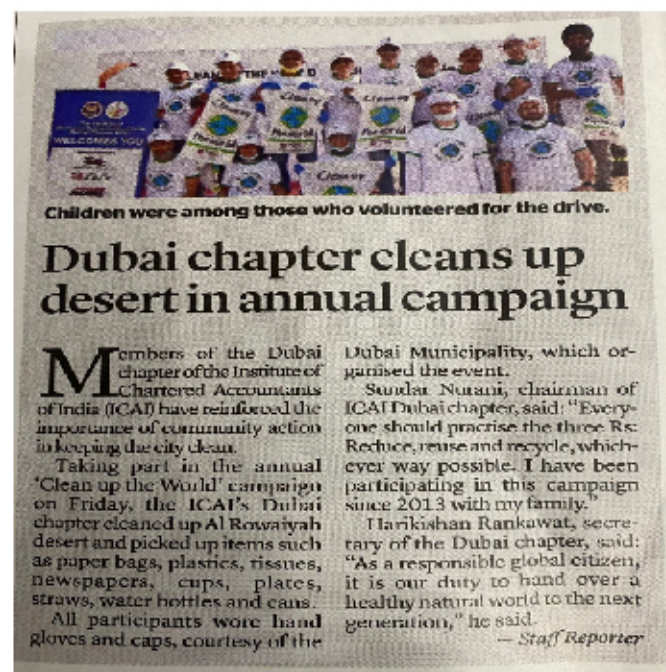 WELCOMES YOU
Clean up
The World
Children were among those who volunteered for the drive.
Dubai chapter cleans up
desert in annual campaign
Members of the Dubai
chapter of the Institute of
Chartered Accountants
of India (ICAI) have reinforced the
importance of community action
in keeping the city clean.
Taking part in the annual
'Clean up the World' campaign
on Friday, the ICAI's Dubai
chapter cleaned up Al Rowaiyah
desert and picked up items such
as paper bags, plastics, tissues,
newspapers, cups, plates,
straws, water bottles and cans.
All participants wore hand
gloves and caps, courtesy of the
Dubai Municipality, which or-
ganised the event.
Sundar Nurani, chairman of
ICAI Dubai chapter, said: "Every-
one should practise the three Rs:
Reduce, reuse and recycle, which-
ever way possible. I have been
participating in this campaign
since 2013 with my family."
Harikishan Rankawat, secre-
tary of the Dubai chapter, said:
"As a responsible global citizen,
it is our duty to hand over a
healthy natural world to the next
generation," he said.
— Staff Reporter